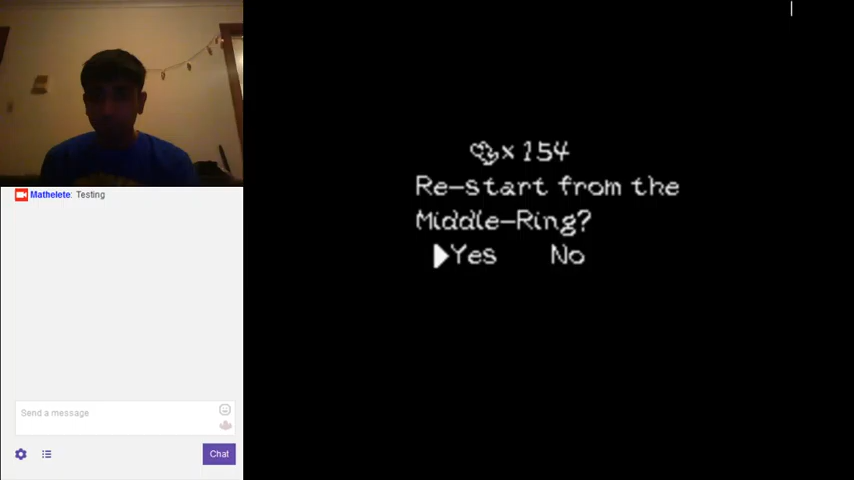 x 154
Re-start from the
Middle-Ring?
Yes No
Mathelete: Testing
Send a message
Chat